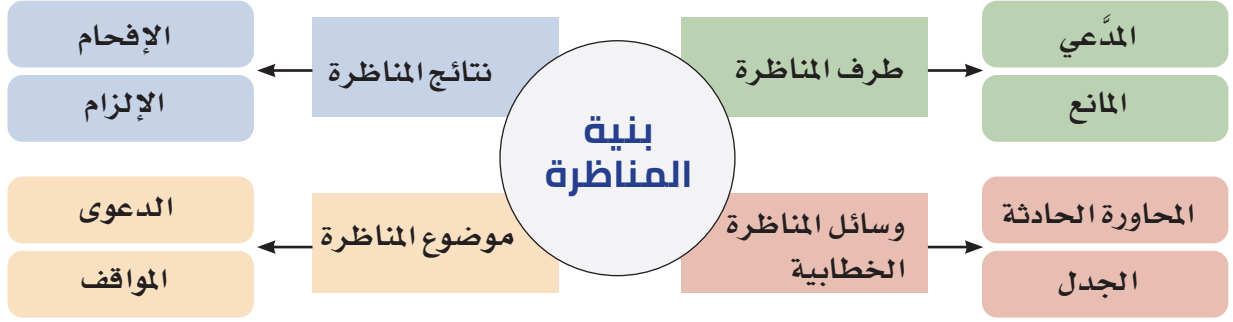 بنية
المناظرة
طرف المناظرة
المدَّعي
المانع
وسائل المناظرة
الخطابية
المحاورة الحادثة
الجدل
نتائج المناظرة
الإفحام
الإلزام
موضوع المناظرة
الدعوى
المواقف